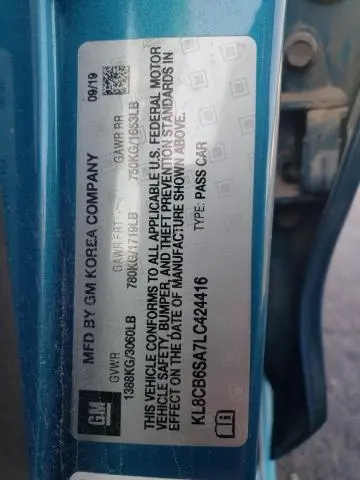 MFD BY GM KOREA COMPANY 09/19
GVWR GAWR FRT GAWR RR
1388KG/3060LB 780KG/1719LB 750KG/1653LB
THIS VEHICLE CONFORMS TO ALL APPLICABLE U.S. FEDERAL MOTOR
VEHICLE SAFETY, BUMPER, AND THEFT PREVENTION STANDARDS IN
EFFECT ON THE DATE OF MANUFACTURE SHOWN ABOVE.
KL8CB6SA7LC424416 TYPE: PASS CAR
GM